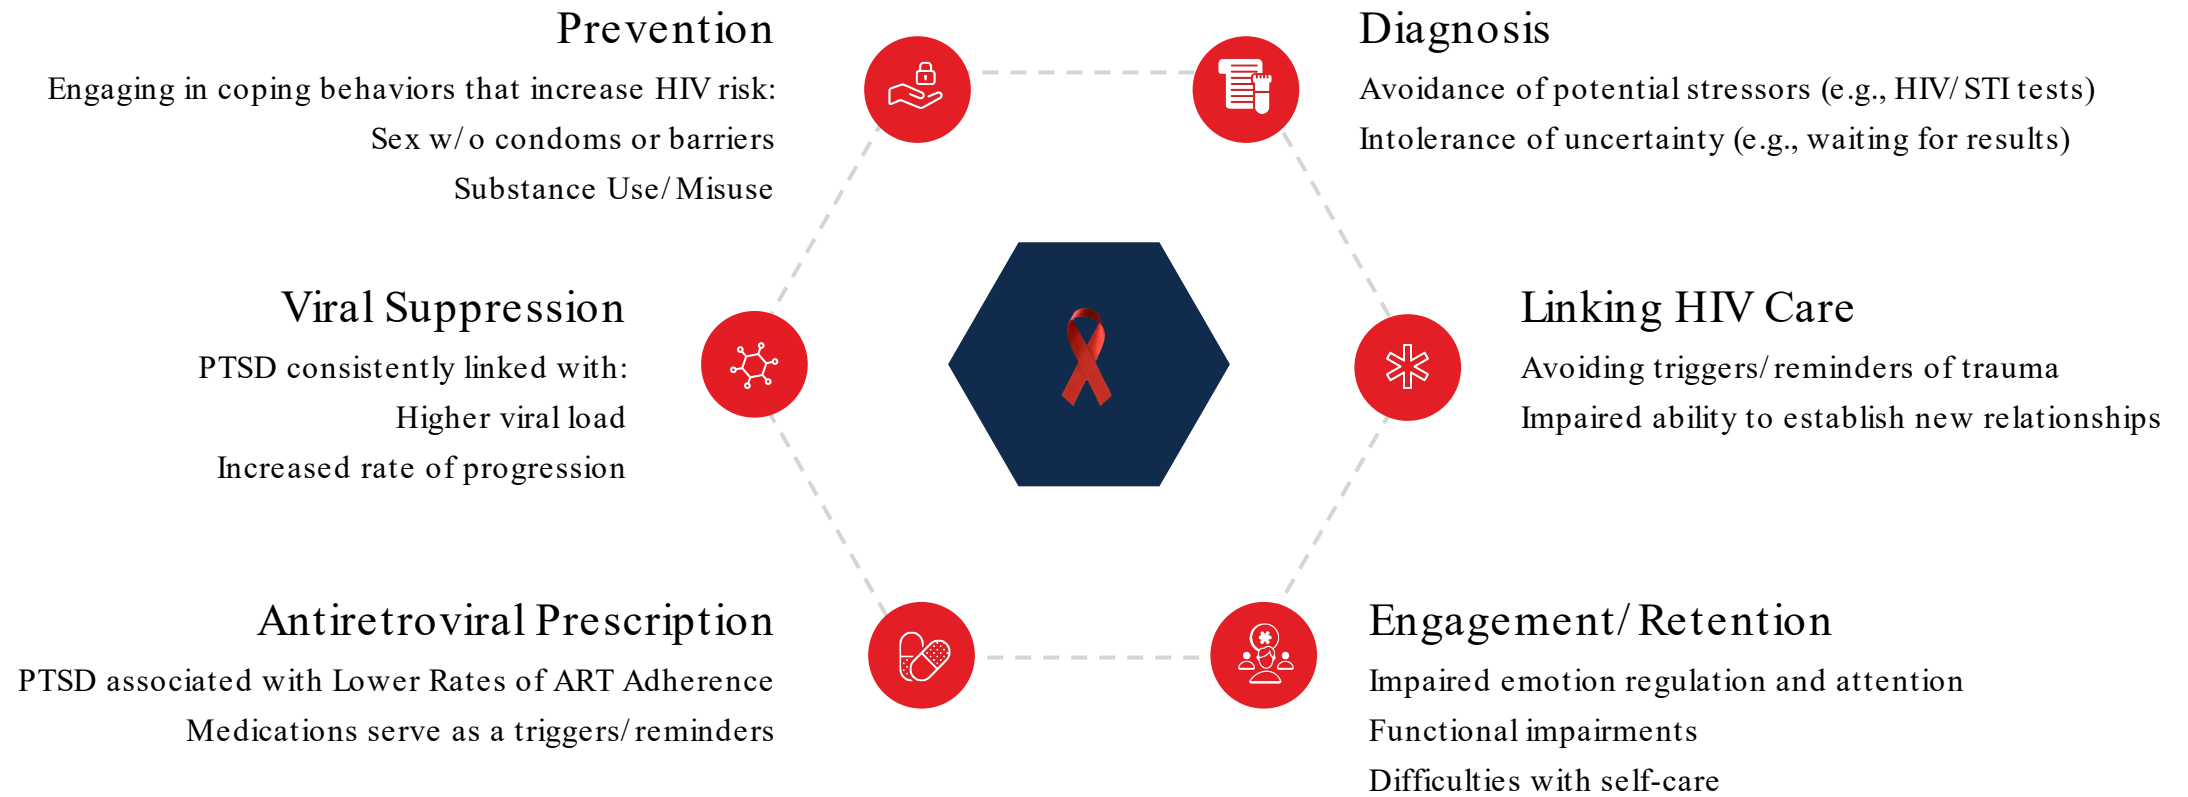 Prevention
Engaging in coping behaviors that increase HIV risk:
Sex w/o condoms or barriers
Substance Use/Misuse
Diagnosis
Avoidance of potential stressors (e.g., HIV/STI tests)
Intolerance of uncertainty (e.g., waiting for results)
Viral Suppression
PTSD consistently linked with:
Higher viral load
Increased rate of progression
Linking HIV Care
Avoiding triggers/reminders of trauma
Impaired ability to establish new relationships
Antiretroviral Prescription
PTSD associated with Lower Rates of ART Adherence
Medications serve as a triggers/reminders
Engagement/Retention
Impaired emotion regulation and attention
Functional impairments
Difficulties with self-care